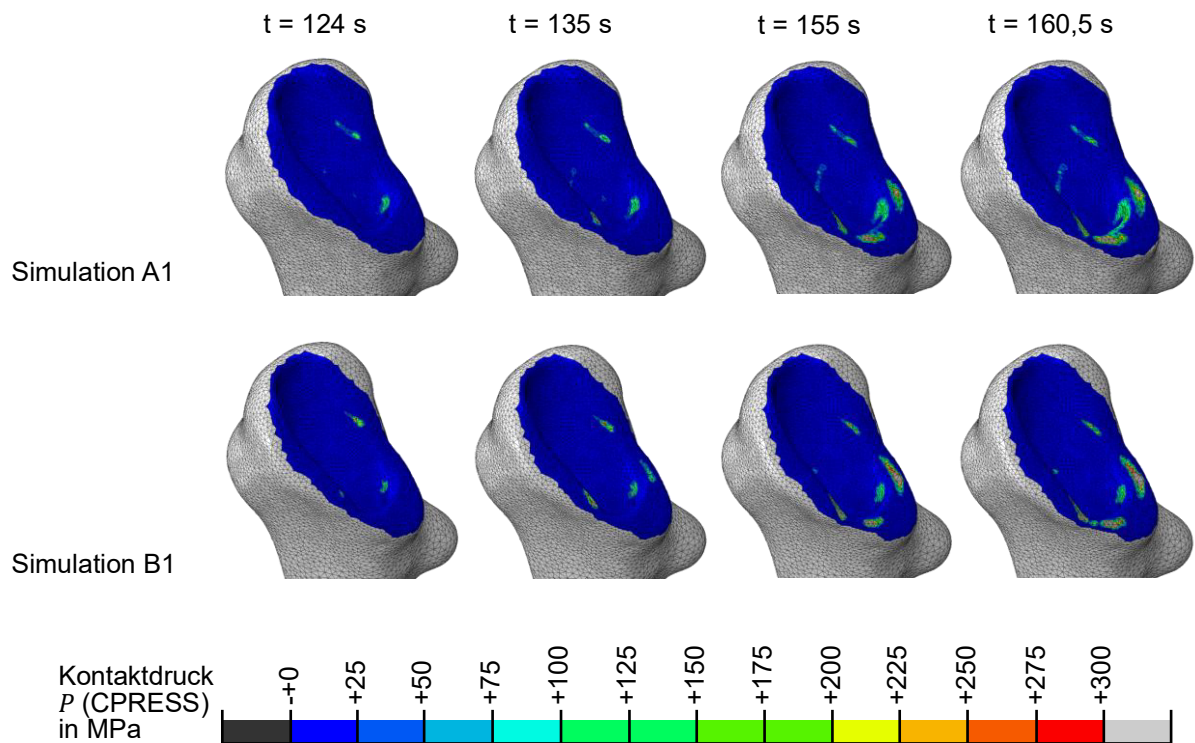 t = 124 s
t = 135 s
t = 155 s
t = 160,5 s
Simulation A1
Simulation B1
Kontaktdruck
P (CPRESS)
in MPa
-+0
+25
+50
+75
+100
+125
+150
+175
+200
+225
+250
+275
+300